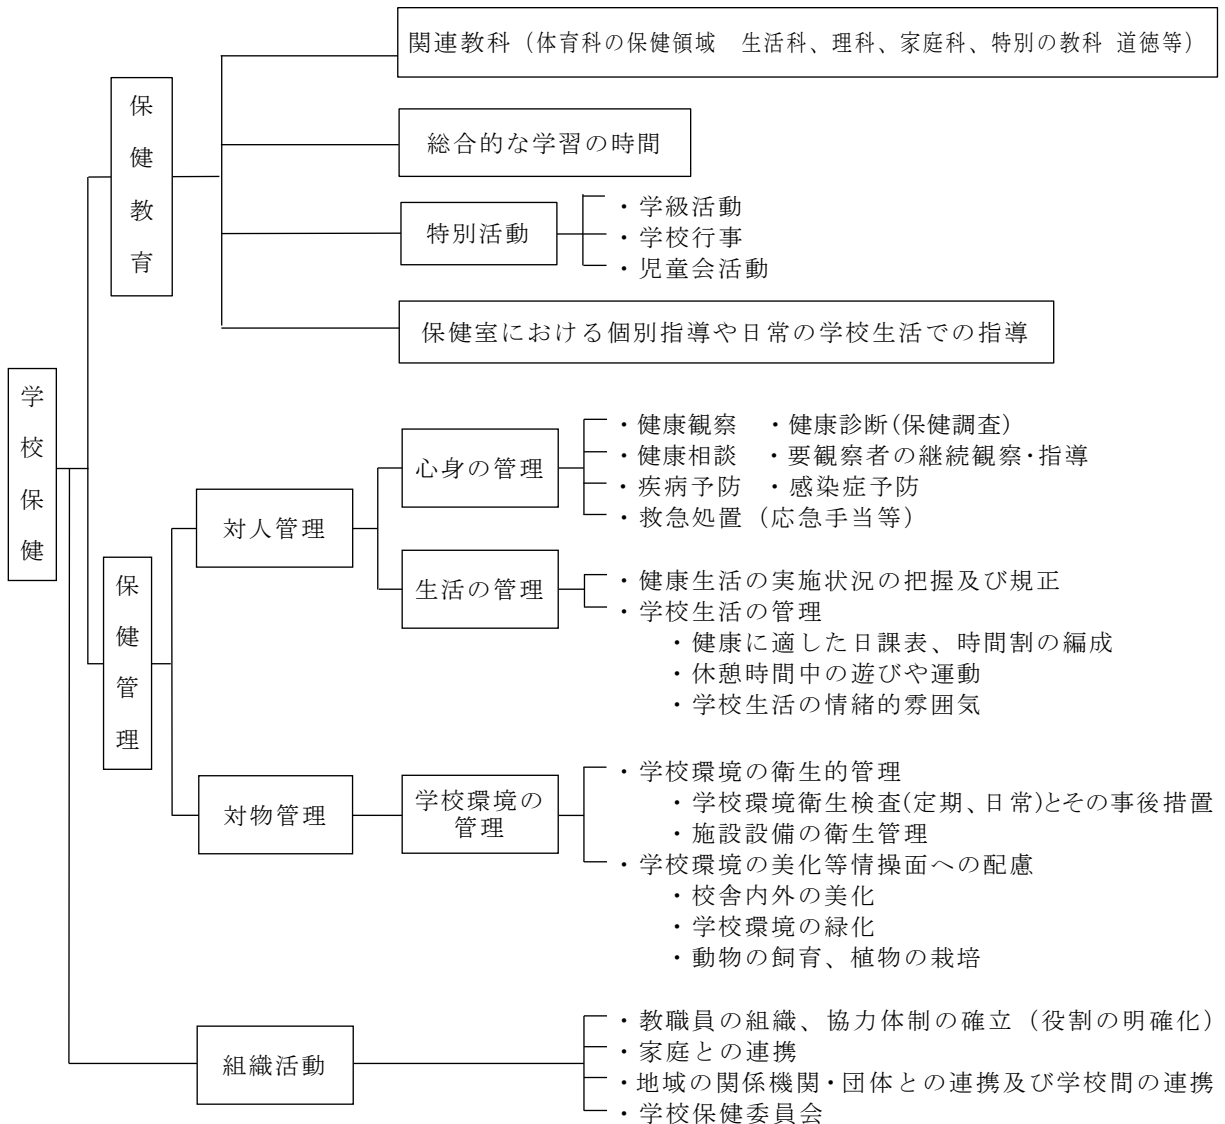 学校保健
保健教育
関連教科（体育科の保健領域　生活科、理科、家庭科、特別の教科 道徳等）
総合的な学習の時間
特別活動
・学級活動
・学校行事
・児童会活動
保健室における個別指導や日常の学校生活での指導
保健管理
対人管理
心身の管理
・健康観察　・健康診断(保健調査)
・健康相談　・要観察者の継続観察･指導
・疾病予防　・感染症予防
・救急処置（応急手当等）
生活の管理
・健康生活の実施状況の把握及び規正
・学校生活の管理
・健康に適した日課表、時間割の編成
・休憩時間中の遊びや運動
・学校生活の情緒的雰囲気
対物管理
学校環境の
管理
・学校環境の衛生的管理
・学校環境衛生検査(定期、日常)とその事後措置
・施設設備の衛生管理
・学校環境の美化等情操面への配慮
・校舎内外の美化
・学校環境の緑化
・動物の飼育、植物の栽培
組織活動
・教職員の組織、協力体制の確立（役割の明確化）
・家庭との連携
・地域の関係機関･団体との連携及び学校間の連携
・学校保健委員会